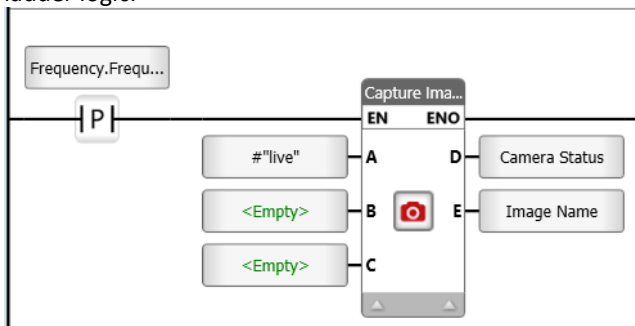 ladder logic.
Frequency.Frequ...
P
Capture Ima...
EN ENO
#"live" A D Camera Status
<Empty> B E Image Name
<Empty> C